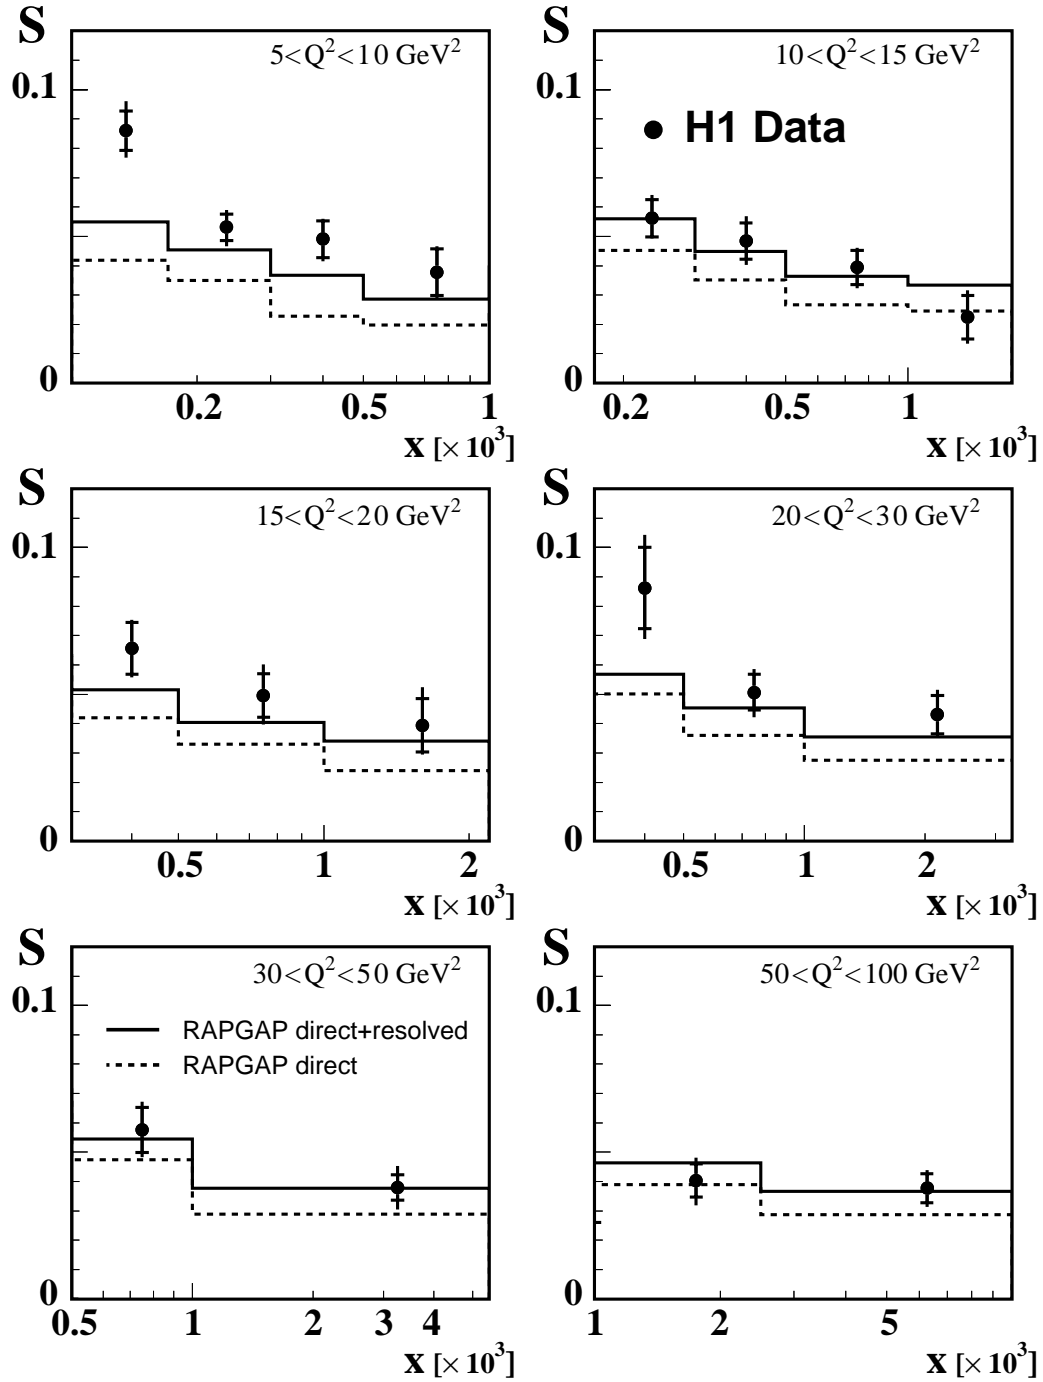 S
5<Q²<10 GeV²
0.1
0
0.2 0.5 1
x [×10³]
S
10<Q²<15 GeV²
0.1
H1 Data
0
0.2 0.5 1
x [×10³]
S
15<Q²<20 GeV²
0.1
0
0.5 1 2
x [×10³]
S
20<Q²<30 GeV²
0.1
0
0.5 1 2
x [×10³]
S
30<Q²<50 GeV²
0.1
RAPGAP direct+resolved
RAPGAP direct
0
0.5 1 2 3 4
x [×10³]
S
50<Q²<100 GeV²
0.1
0
1 2 5
x [×10³]